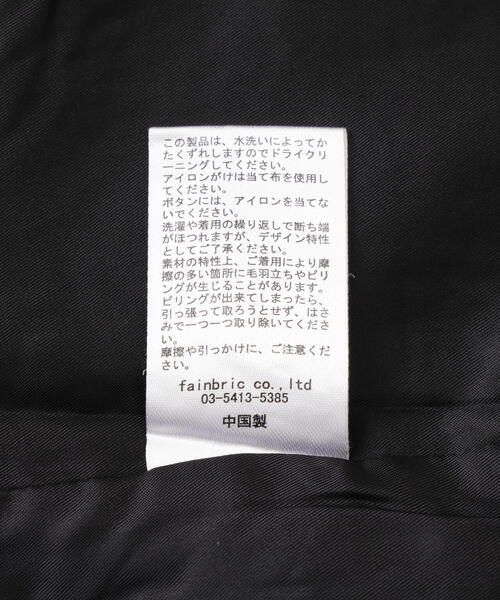 この製品は、水洗いによってか
たくずれしますのでドライクリ
ーニングしてください。
アイロンがけは当て布を使用し
てください。
ボタンには、アイロンを当てな
いでください。
洗濯や着用の繰り返しで断ち端
がほつれますが、デザイン特性
としてご了承ください。
素材の特性上、ご着用により摩
擦の多い箇所に毛羽立ちやピリ
ングが生じることがあります。
ピリングが出来てしまったら、
引っ張って取ろうとせず、はさ
みで一つ一つ取り除いてくださ
い。
摩擦や引っかけに、ご注意くだ
さい。
fainbric co.,ltd
03-5413-5385
中国製